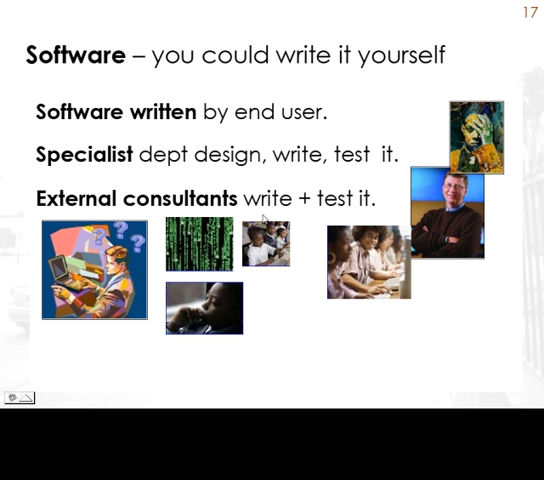 17
Software – you could write it yourself
Software written by end user.
Specialist dept design, write, test it.
External consultants write + test it.
? ? ?